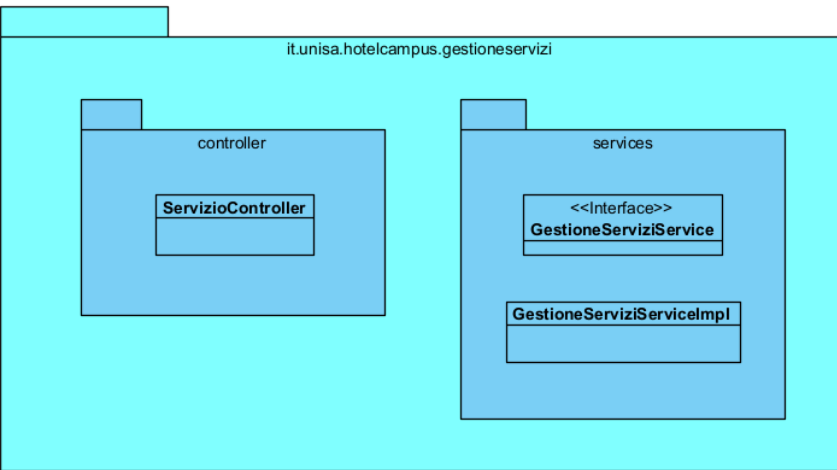 it.unisa.hotelcampus.gestioneservizi
controller
services
ServizioController
<<Interface>>
GestioneServiziService
GestioneServiziServiceImpl